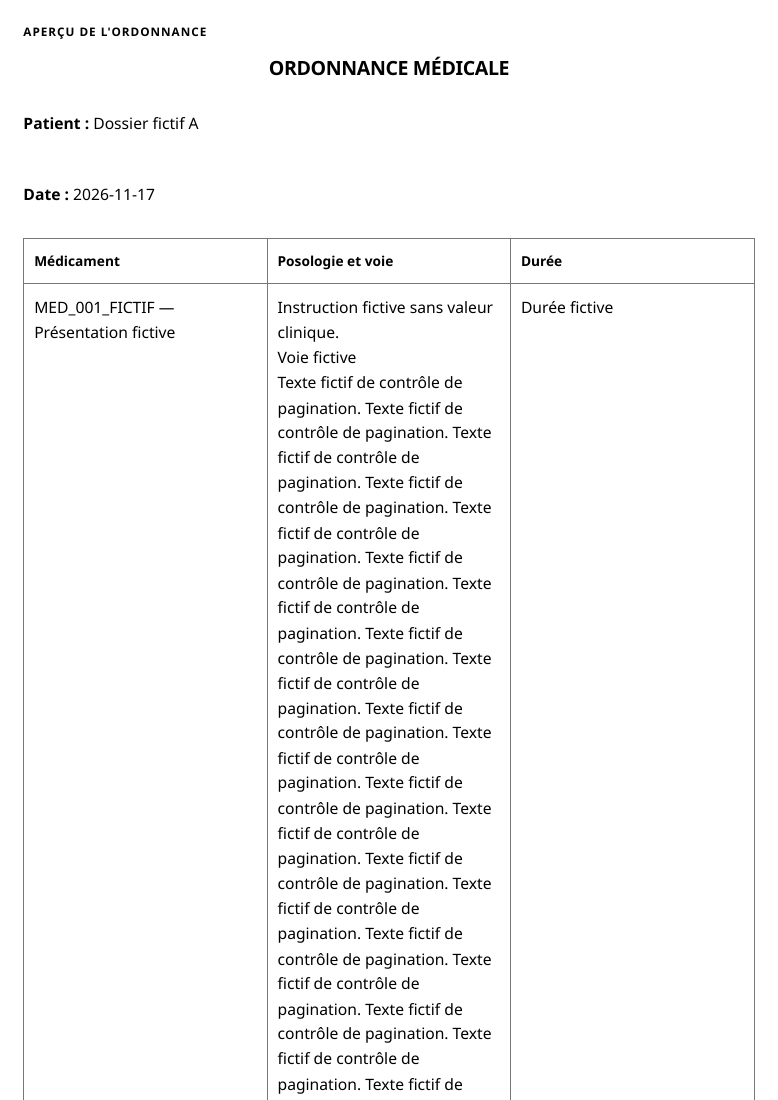 APERÇU DE L'ORDONNANCE
ORDONNANCE MÉDICALE
Patient : Dossier fictif A
Date : 2026-11-17
Médicament Posologie et voie Durée
MED_001_FICTIF —
Présentation fictive
Instruction fictive sans valeur
clinique.
Voie fictive
Texte fictif de contrôle de
pagination. Texte fictif de
contrôle de pagination. Texte
fictif de contrôle de
pagination. Texte fictif de
contrôle de pagination. Texte
fictif de contrôle de
pagination. Texte fictif de
contrôle de pagination. Texte
fictif de contrôle de
pagination. Texte fictif de
contrôle de pagination. Texte
fictif de contrôle de
pagination. Texte fictif de
contrôle de pagination. Texte
fictif de contrôle de
pagination. Texte fictif de
contrôle de pagination. Texte
fictif de contrôle de
pagination. Texte fictif de
contrôle de pagination. Texte
fictif de contrôle de
pagination. Texte fictif de
contrôle de pagination. Texte
fictif de contrôle de
pagination. Texte fictif de
contrôle de pagination. Texte
fictif de contrôle de
pagination. Texte fictif de
Durée fictive